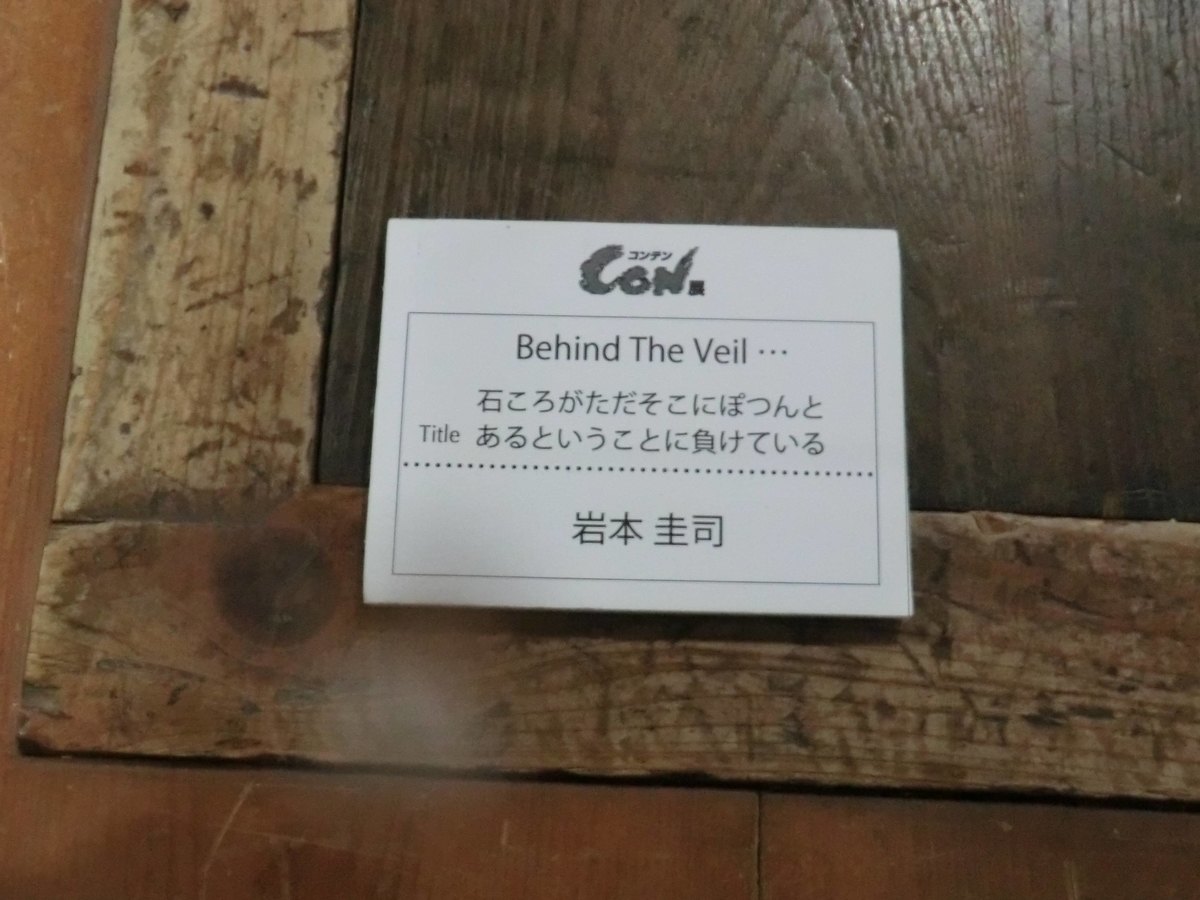 コンテン
CON展
Behind The Veil …
石ころがただそこにぽつんと
Title あるということに負けている
岩本 圭司